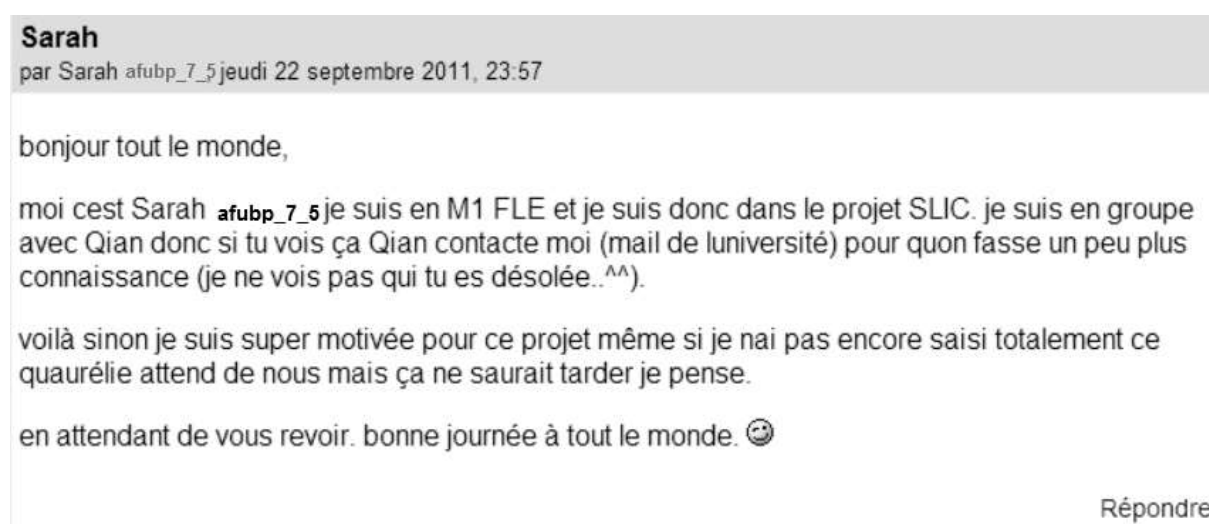 Sarah
par Sarah afubp_7_5 jeudi 22 septembre 2011, 23:57
bonjour tout le monde,
moi cest Sarah afubp_7_5 je suis en M1 FLE et je suis donc dans le projet SLIC. je suis en groupe
avec Qian donc si tu vois ça Qian contacte moi (mail de luniversité) pour quon fasse un peu plus
connaissance (je ne vois pas qui tu es désolée..^^).
voilà sinon je suis super motivée pour ce projet même si je nai pas encore saisi totalement ce
quaurélie attend de nous mais ça ne saurait tarder je pense.
en attendant de vous revoir. bonne journée à tout le monde.
Répondre